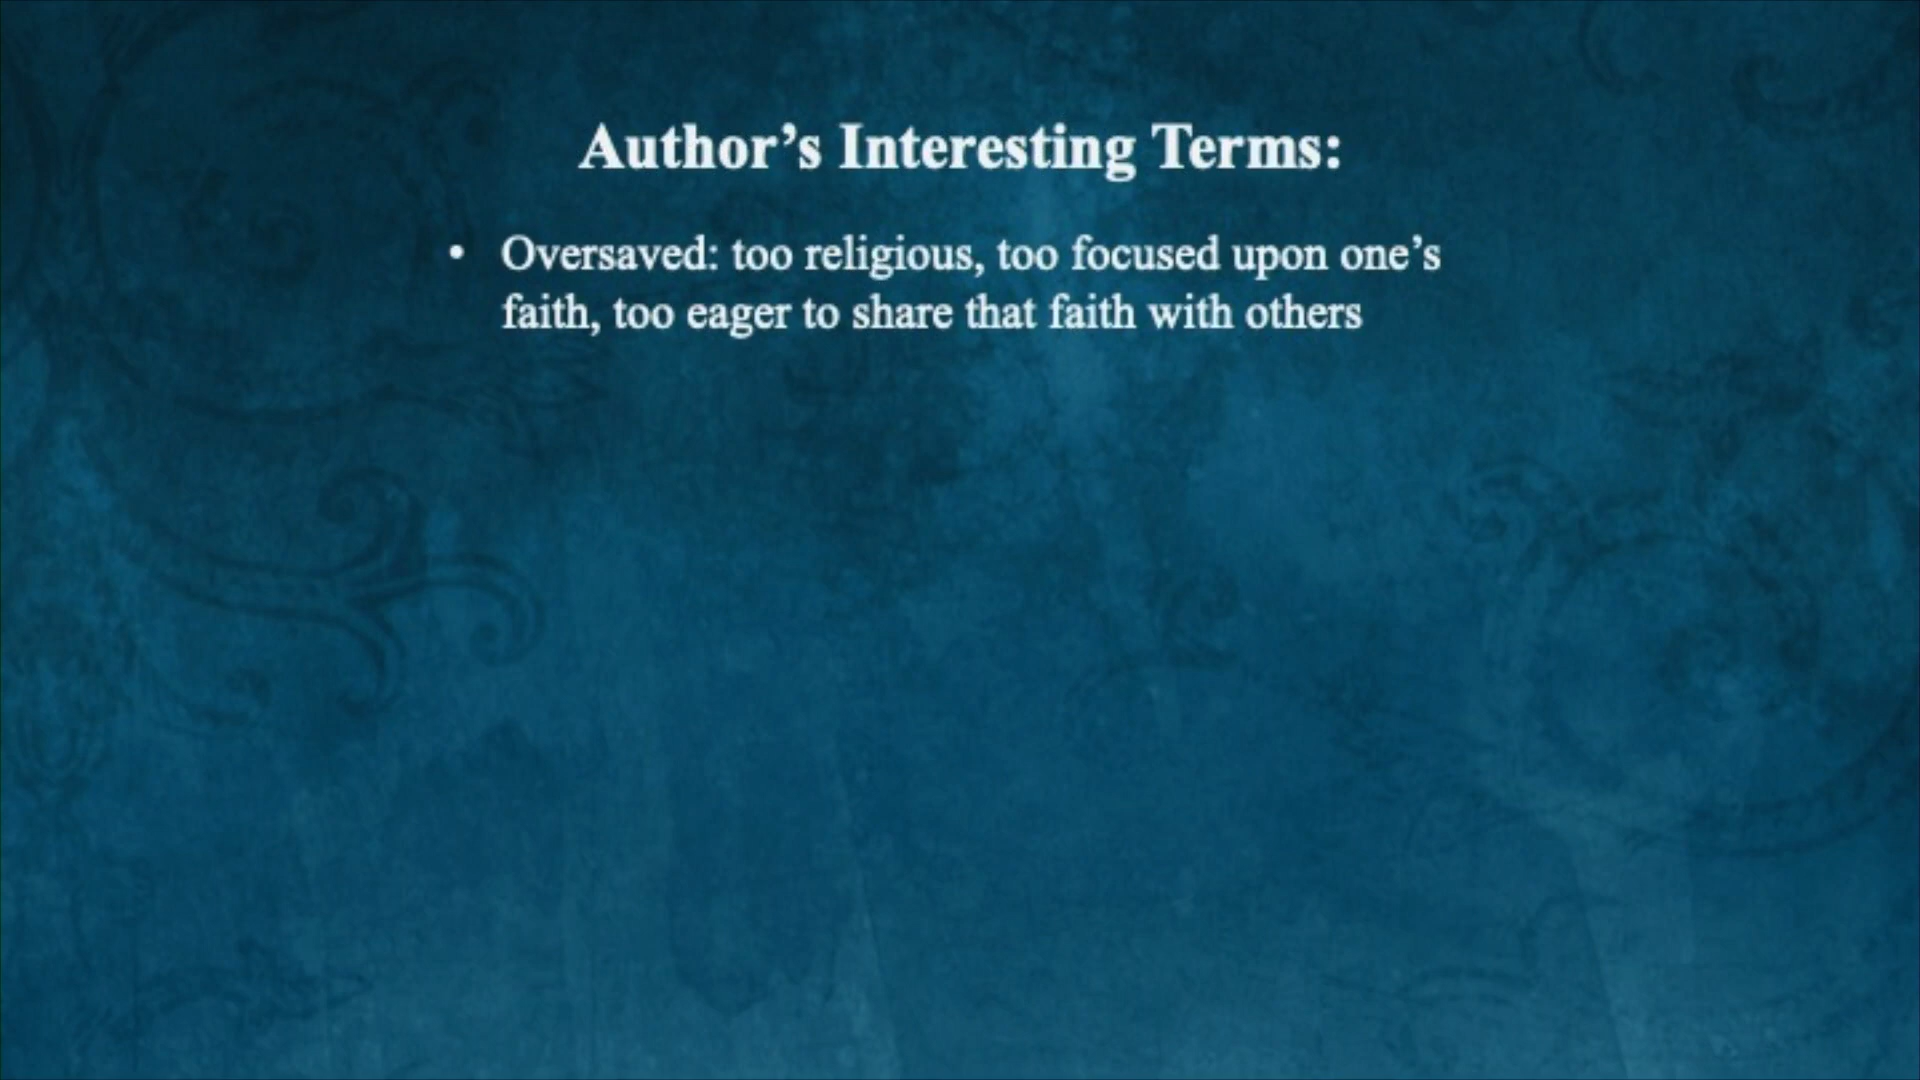 Author’s Interesting Terms:
• Oversaved: too religious, too focused upon one’s
faith, too eager to share that faith with others